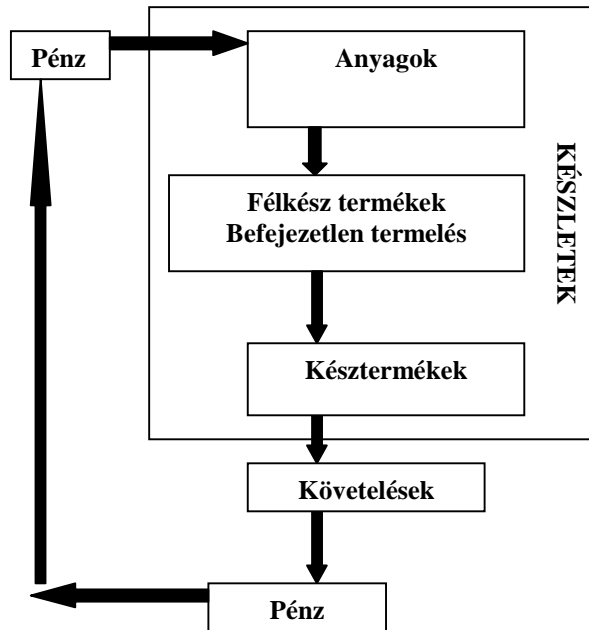 Pénz
Anyagok
Félkész termékek
Befejezetlen termelés
KÉSZLETEK
Késztermékek
Követelések
Pénz